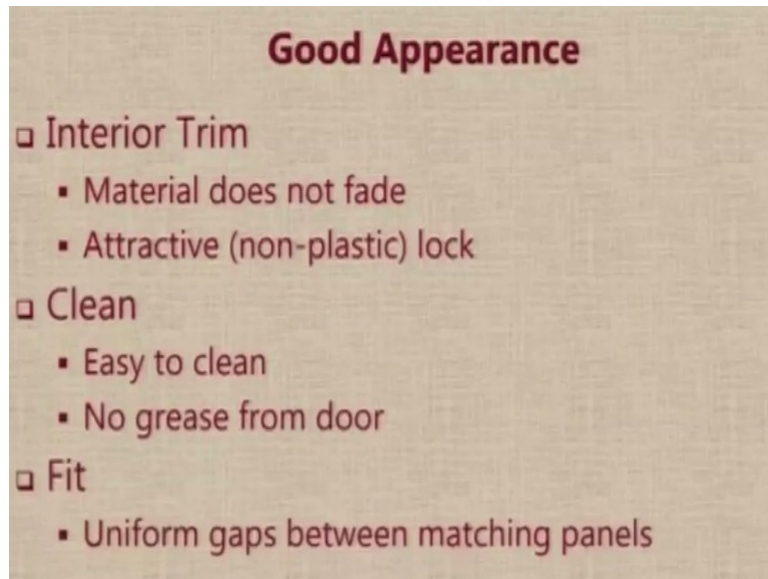 Good Appearance
Interior Trim
Material does not fade
Attractive (non-plastic) lock
Clean
Easy to clean
No grease from door
Fit
Uniform gaps between matching panels